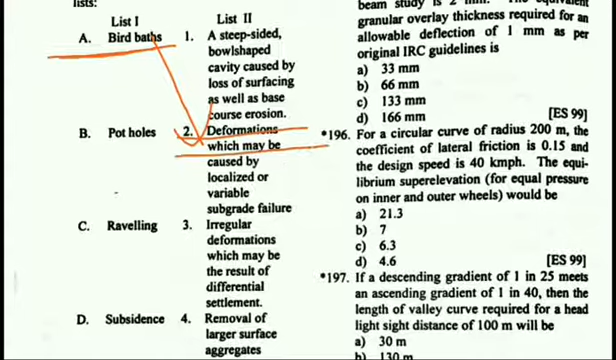 lists:
List I List II
A. Bird baths 1. A steep-sided,
bowlshaped
cavity caused by
loss of surfacing
as well as base
course erosion.
B. Pot holes 2. Deformations
which may be
caused by
localized or
variable
subgrade failure
C. Ravelling 3. Irregular
deformations
which may be
the result of
differential
settlement.
D. Subsidence 4. Removal of
larger surface
aggregates
granular overlay thickness required for an
allowable deflection of 1 mm as per
original IRC guidelines is
a) 33 mm
b) 66 mm
c) 133 mm
d) 166 mm [ES 99]
*196. For a circular curve of radius 200 m, the
coefficient of lateral friction is 0.15 and
the design speed is 40 kmph. The equi-
librium superelevation (for equal pressure
on inner and outer wheels) would be
a) 21.3
b) 7
c) 6.3
d) 4.6 [ES 99]
*197. If a descending gradient of 1 in 25 meets
an ascending gradient of 1 in 40, then the
length of valley curve required for a head
light sight distance of 100 m will be
a) 30 m
b) 130 m